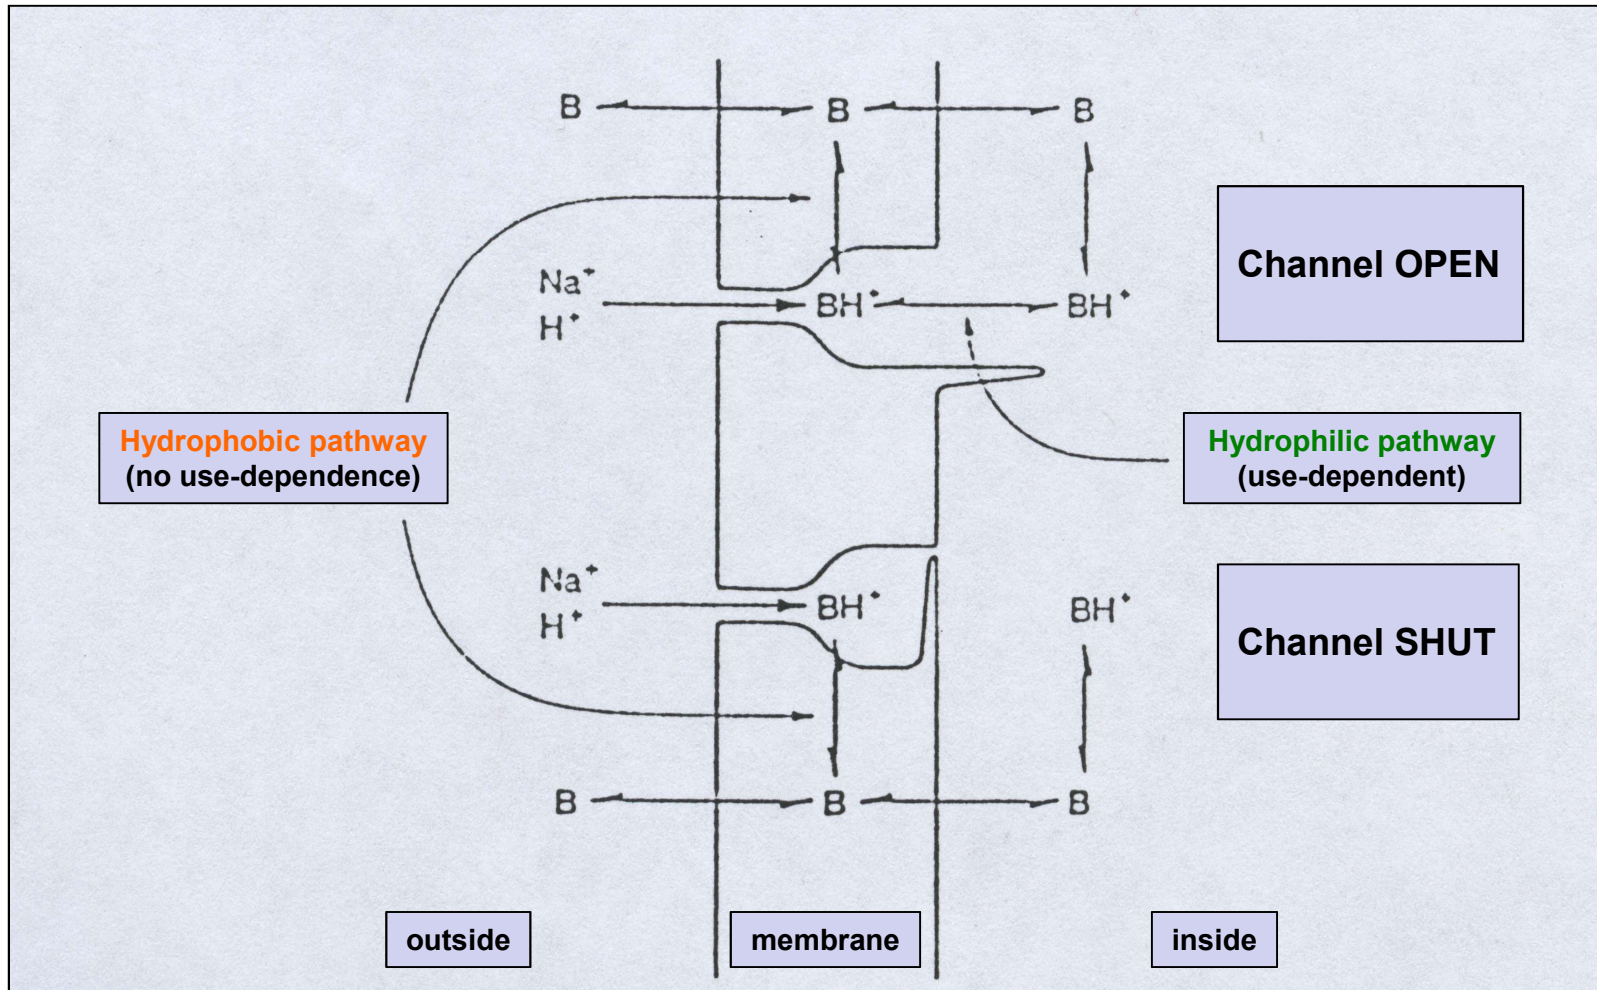 B B B
Channel OPEN
Na⁺
H⁺
BH⁺ BH⁺
Hydrophobic pathway
(no use-dependence)
Hydrophilic pathway
(use-dependent)
Na⁺
H⁺
BH⁺ BH⁺
Channel SHUT
B B B
outside membrane inside